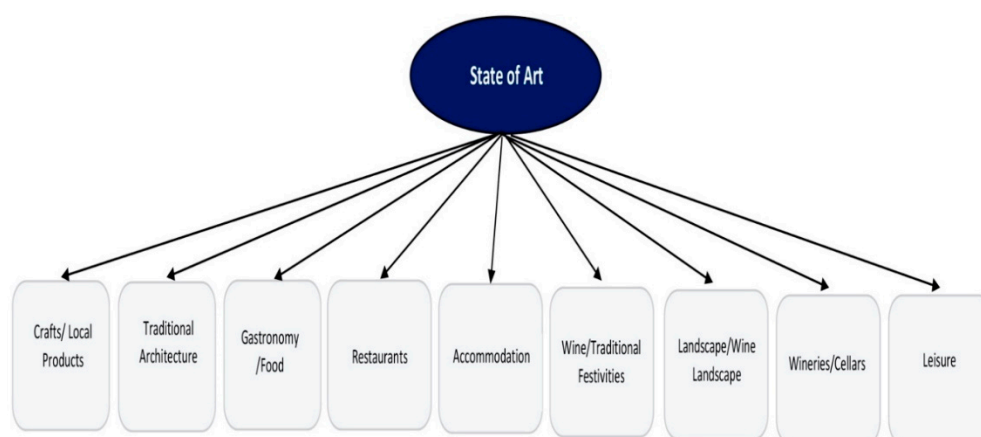 State of Art
Crafts/ Local
Products
Traditional
Architecture
Gastronomy
/Food
Restaurants
Accommodation
Wine/Traditional
Festivities
Landscape/Wine
Landscape
Wineries/Cellars
Leisure